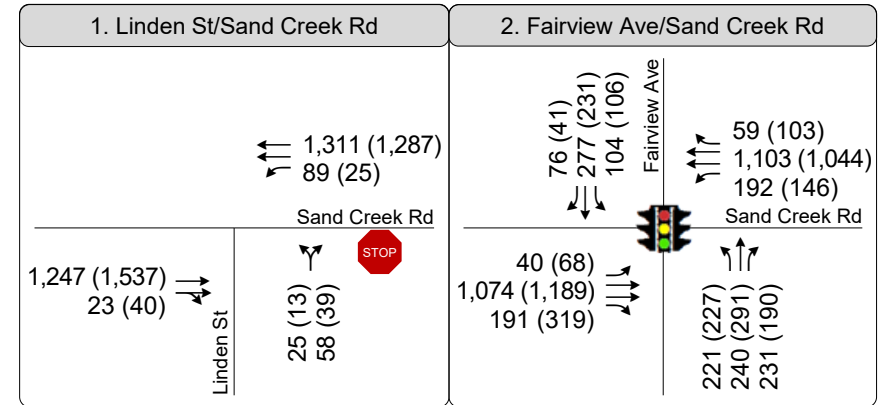 1. Linden St/Sand Creek Rd
1,311 (1,287)
89 (25)
Sand Creek Rd
STOP
1,247 (1,537)
23 (40)
Linden St
25 (13)
58 (39)
2. Fairview Ave/Sand Creek Rd
76 (41)
277 (231)
104 (106)
Fairview Ave
59 (103)
1,103 (1,044)
192 (146)
Sand Creek Rd
40 (68)
1,074 (1,189)
191 (319)
221 (227)
240 (291)
231 (190)